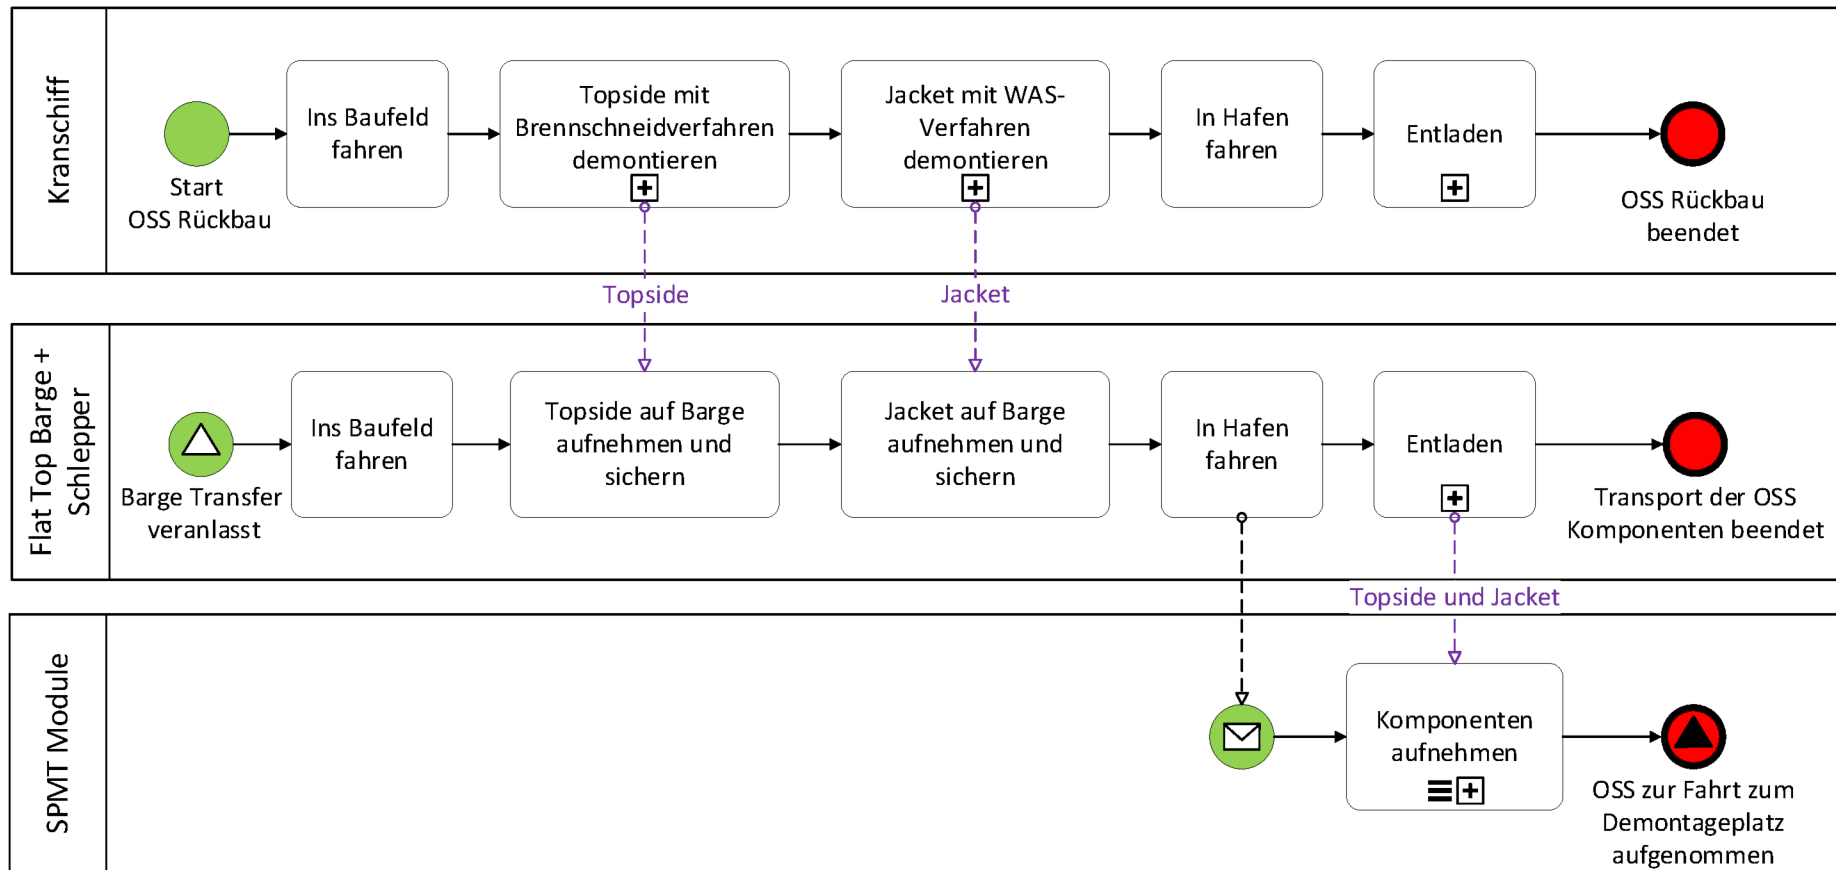 Kranschiff
Start
OSS Rückbau
Ins Baufeld
fahren
Topside mit
Brennschneidverfahren
demontieren
Jacket mit WAS-
Verfahren
demontieren
In Hafen
fahren
Entladen
OSS Rückbau
beendet
Topside
Jacket
Flat Top Barge +
Schlepper
Barge Transfer
veranlasst
Ins Baufeld
fahren
Topside auf Barge
aufnehmen und
sichern
Jacket auf Barge
aufnehmen und
sichern
In Hafen
fahren
Entladen
Transport der OSS
Komponenten beendet
Topside und Jacket
SPMT Module
Komponenten
aufnehmen
OSS zur Fahrt zum
Demontageplatz
aufgenommen